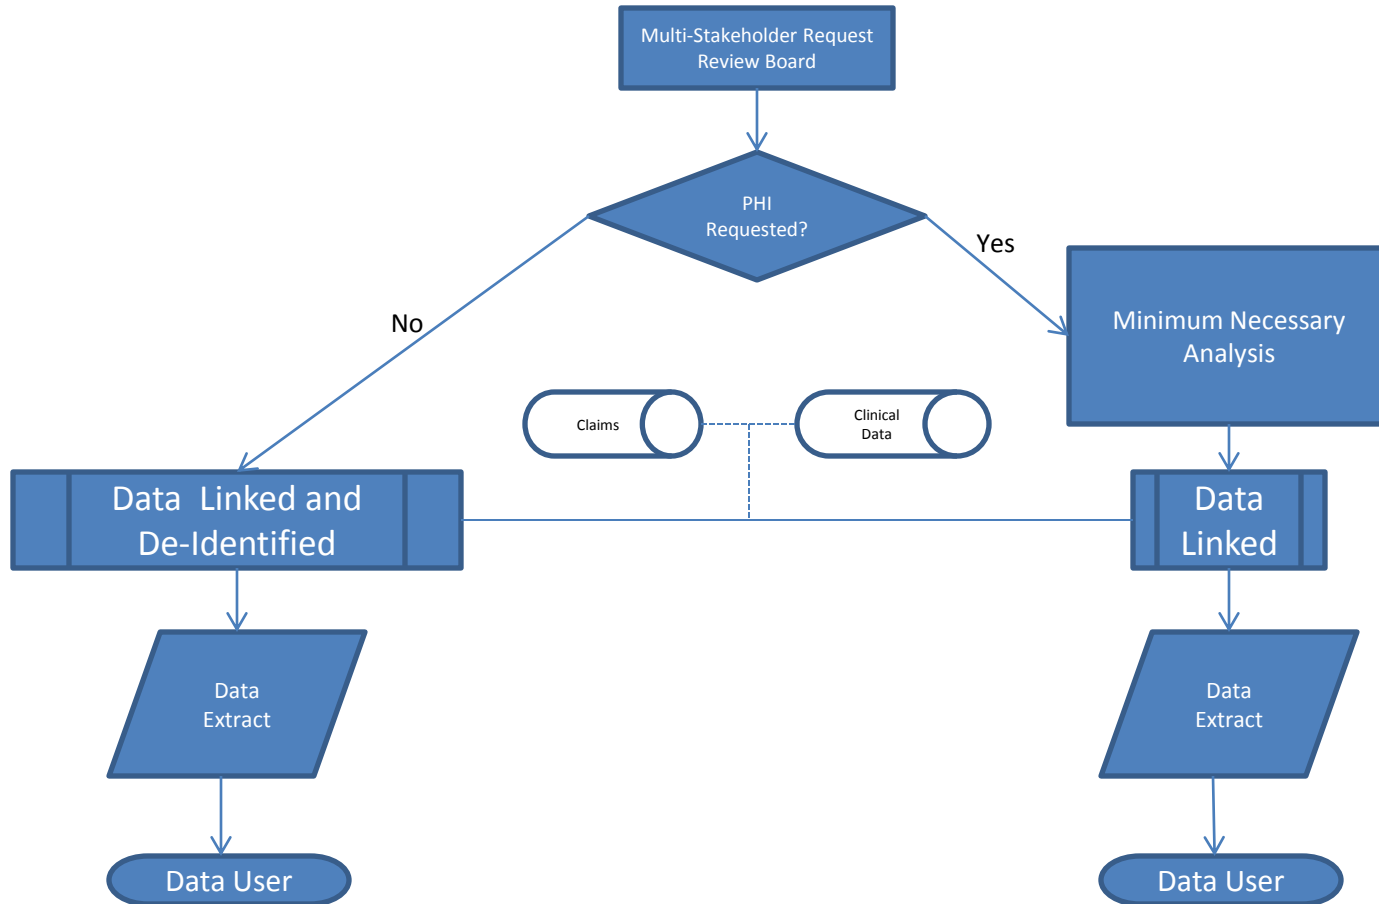 Multi-Stakeholder Request
Review Board
PHI
Requested?
Yes
No
Minimum Necessary
Analysis
Claims
Clinical
Data
Data Linked and
De-Identified
Data
Linked
Data
Extract
Data
Extract
Data User
Data User